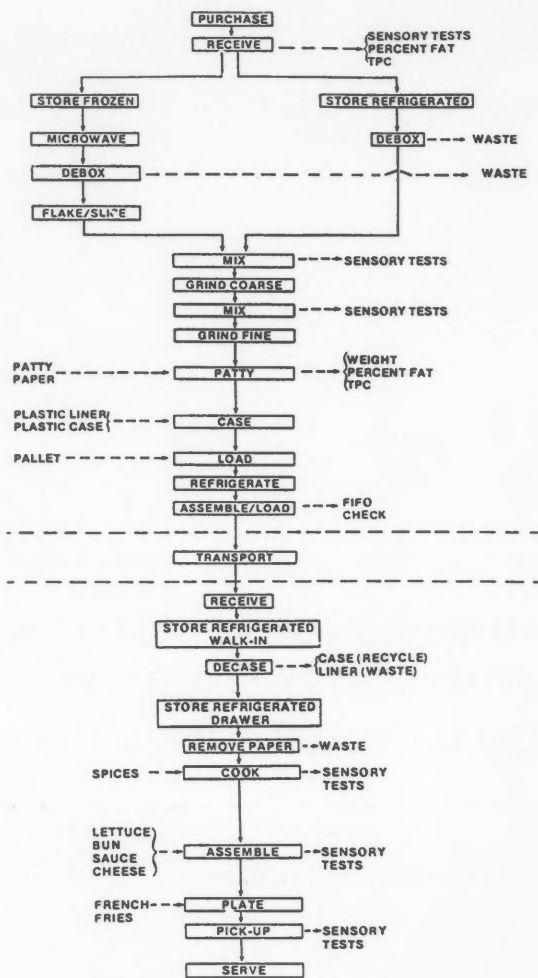 PURCHASE
RECEIVE
SENSORY TESTS
PERCENT FAT
TPC
STORE FROZEN
STORE REFRIGERATED
MICROWAVE
DEBOX
WASTE
DEBOX
WASTE
FLAKE/SLICE
MIX
SENSORY TESTS
GRIND COARSE
MIX
SENSORY TESTS
GRIND FINE
PATTY
PAPER
PATTY
WEIGHT
PERCENT FAT
TPC
PLASTIC LINER
PLASTIC CASE
CASE
PALLET
LOAD
REFRIGERATE
ASSEMBLE/LOAD
FIFO
CHECK
TRANSPORT
RECEIVE
STORE REFRIGERATED
WALK-IN
DECASE
CASE (RECYCLE)
LINER (WASTE)
STORE REFRIGERATED
DRAWER
REMOVE PAPER
WASTE
SPICES
COOK
SENSORY
TESTS
LETTUCE
BUN
SAUCE
CHEESE
ASSEMBLE
SENSORY
TESTS
FRENCH
FRIES
PLATE
PICK-UP
SENSORY
TESTS
SERVE